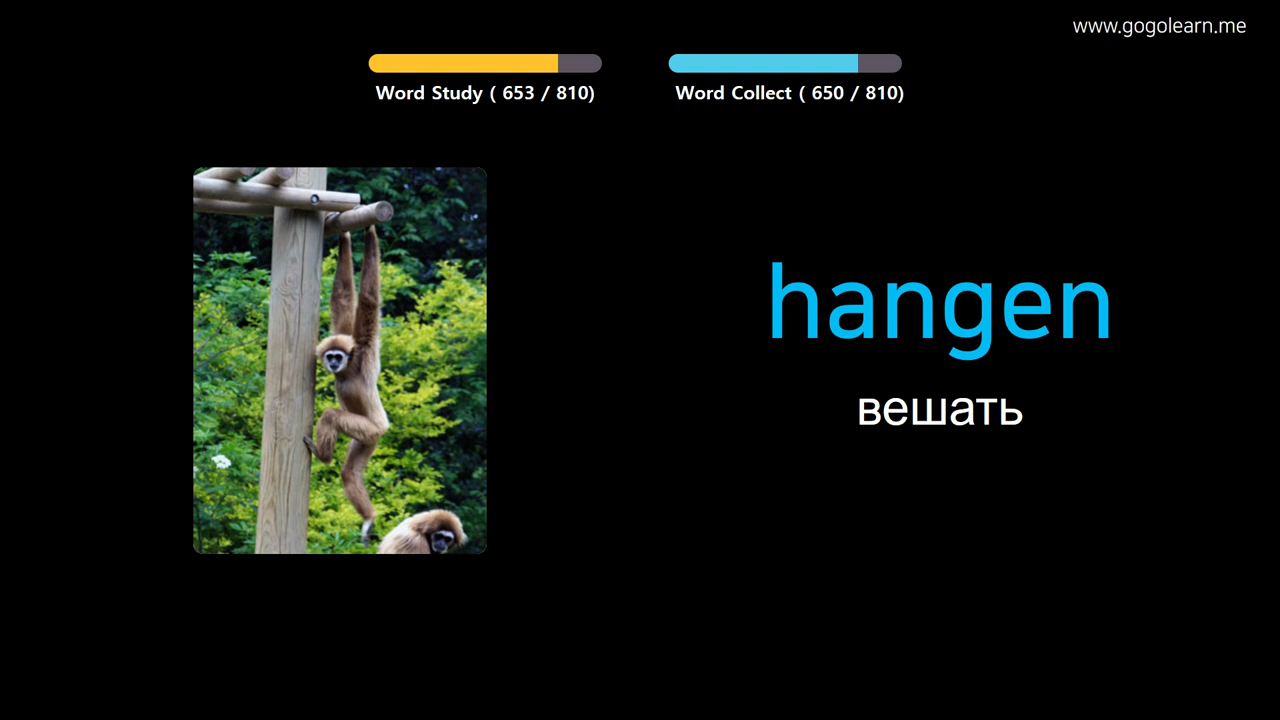 www.gogolearn.me
Word Study ( 653 / 810)
Word Collect ( 650 / 810)
hangen
вешать